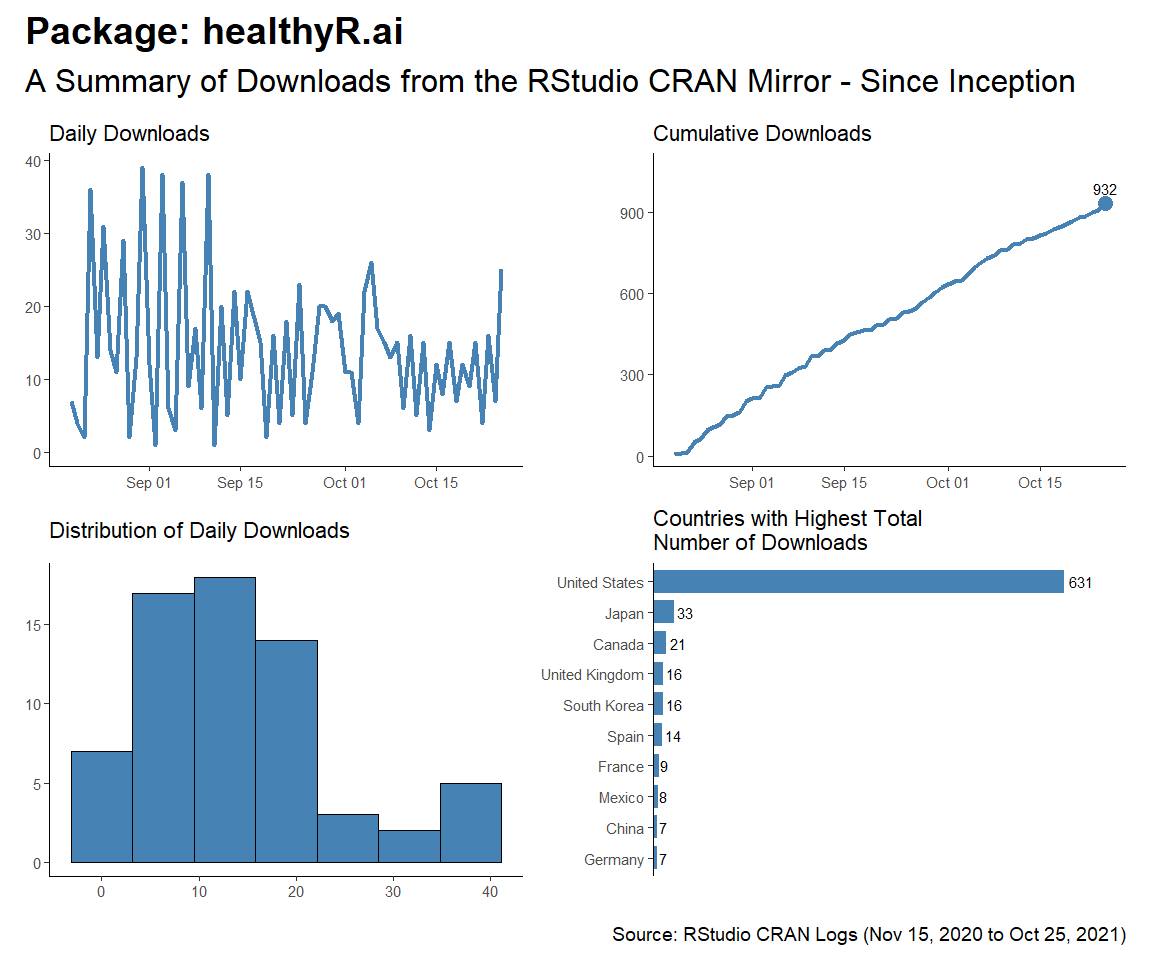 Package: healthyR.ai
A Summary of Downloads from the RStudio CRAN Mirror - Since Inception
Daily Downloads
40
30
20
10
0
Sep 01 Sep 15 Oct 01 Oct 15
Cumulative Downloads
932
900
600
300
0
Sep 01 Sep 15 Oct 01 Oct 15
Distribution of Daily Downloads
15
10
5
0
0 10 20 30 40
Countries with Highest Total
Number of Downloads
United States 631
Japan 33
Canada 21
United Kingdom 16
South Korea 16
Spain 14
France 9
Mexico 8
China 7
Germany 7
Source: RStudio CRAN Logs (Nov 15, 2020 to Oct 25, 2021)